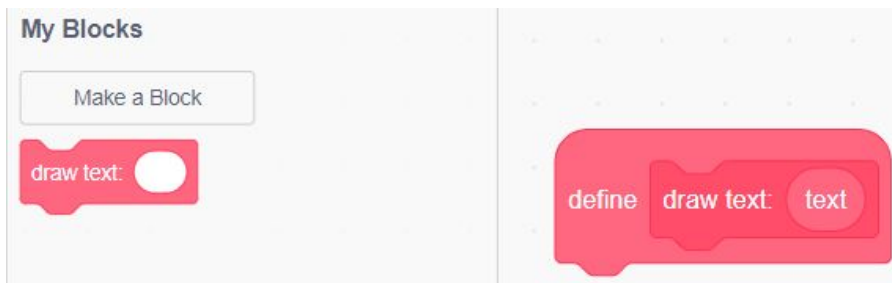 My Blocks
Make a Block
draw text:
define draw text: text